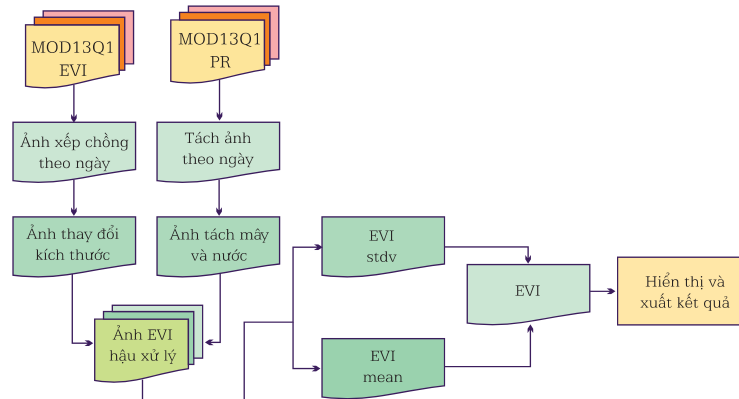 MOD13Q1
EVI
MOD13Q1
PR
Ảnh xếp chồng
theo ngày
Tách ảnh
theo ngày
Ảnh thay đổi
kích thước
Ảnh tách mây
và nước
EVI
stdv
EVI
Hiển thị và
xuất kết quả
Ảnh EVI
hậu xử lý
EVI
mean